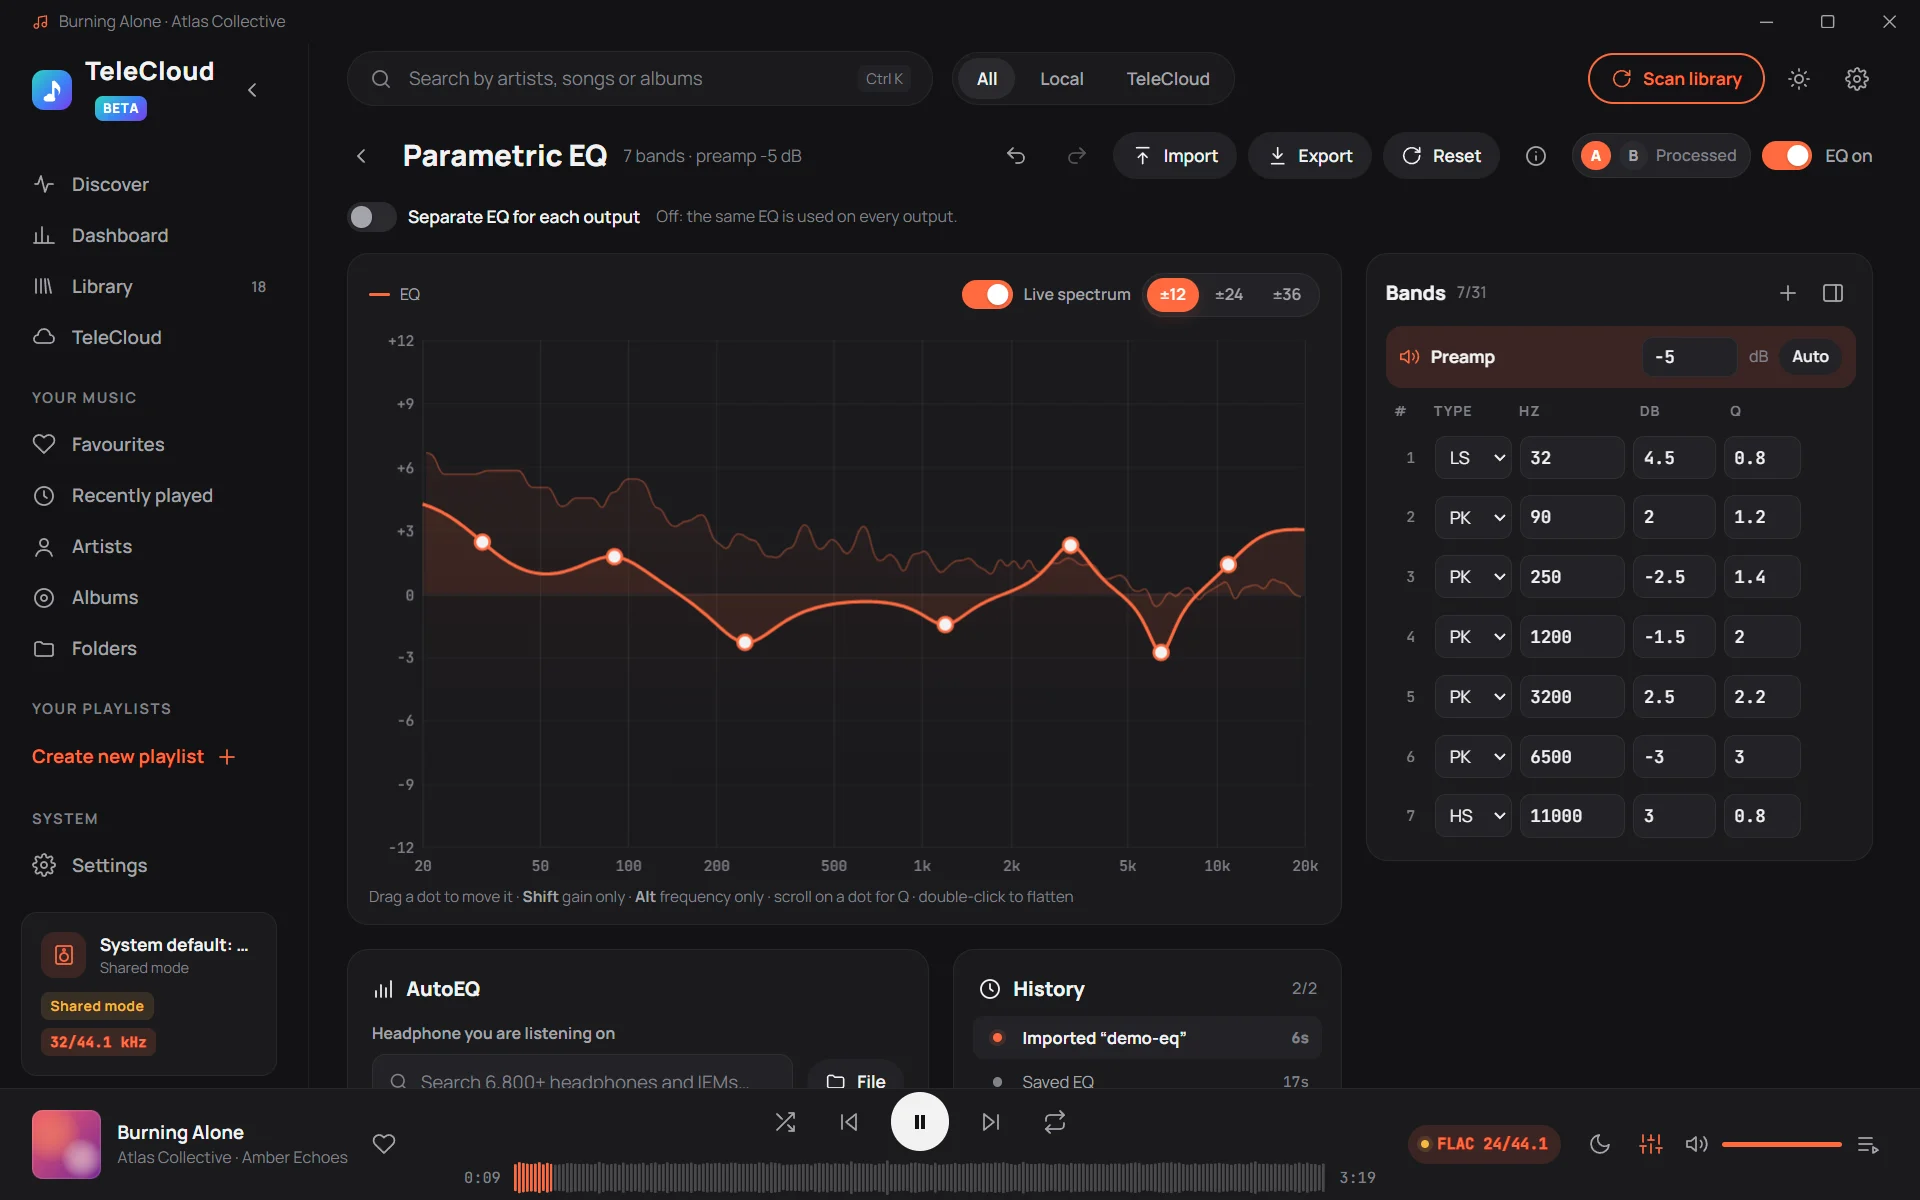 Burning Alone · Atlas Collective
TeleCloud
BETA
Search by artists, songs or albums
Ctrl K
All
Local
TeleCloud
Scan library
Discover
Dashboard
Library
18
TeleCloud
YOUR MUSIC
Favourites
Recently played
Artists
Albums
Folders
YOUR PLAYLISTS
Create new playlist
SYSTEM
Settings
System default: ...
Shared mode
Shared mode
32/44.1 kHz
Parametric EQ
7 bands · preamp -5 dB
Import
Export
Reset
A
B
Processed
EQ on
Separate EQ for each output
Off: the same EQ is used on every output.
EQ
Live spectrum
±12
±24
±36
+12
+9
+6
+3
0
-3
-6
-9
-12
20
50
100
200
500
1k
2k
5k
10k
20k
Drag a dot to move it · Shift gain only · Alt frequency only · scroll on a dot for Q · double-click to flatten
Bands
7/31
Preamp
-5
dB
Auto
# TYPE HZ DB Q
1 LS 32 4.5 0.8
2 PK 90 2 1.2
3 PK 250 -2.5 1.4
4 PK 1200 -1.5 2
5 PK 3200 2.5 2.2
6 PK 6500 -3 3
7 HS 11000 3 0.8
AutoEQ
Headphone you are listening on
Search 6,800+ headphones and IEMs...
File
History
2/2
Imported “demo-eq”
6s
Saved EQ
17s
Burning Alone
Atlas Collective · Amber Echoes
0:09
3:19
FLAC 24/44.1